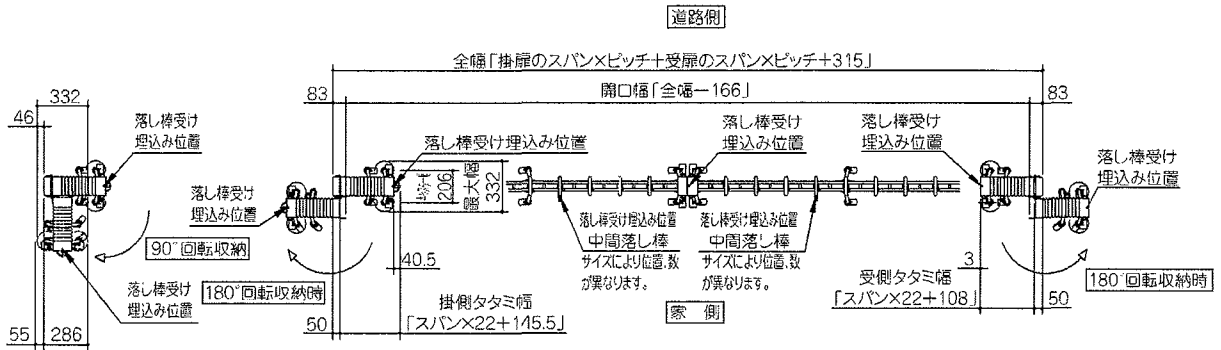 道路側
全幅「掛扉のスパン×ピッチ+受扉のスパン×ピッチ+315」
開口幅「全幅ー166」
83
83
332
46
落し棒受け
埋込み位置
落し棒受け埋込み位置
落し棒受け
埋込み位置
落し棒受け
埋込み位置
落し棒受け
埋込み位置
落し棒受け
埋込み位置
206
最大幅
332
落し棒受け埋込み位置
中間落し棒
サイズにより位置、数
が異なります。
落し棒受け埋込み位置
中間落し棒
サイズにより位置、数
が異なります。
90°回転収納
180°回転収納時
40.5
3
受側タタミ幅
「スパン×22+108」
50
180°回転収納時
落し棒受け
埋込み位置
掛側タタミ幅
「スパン×22+145.5」
50
家 側
55
286